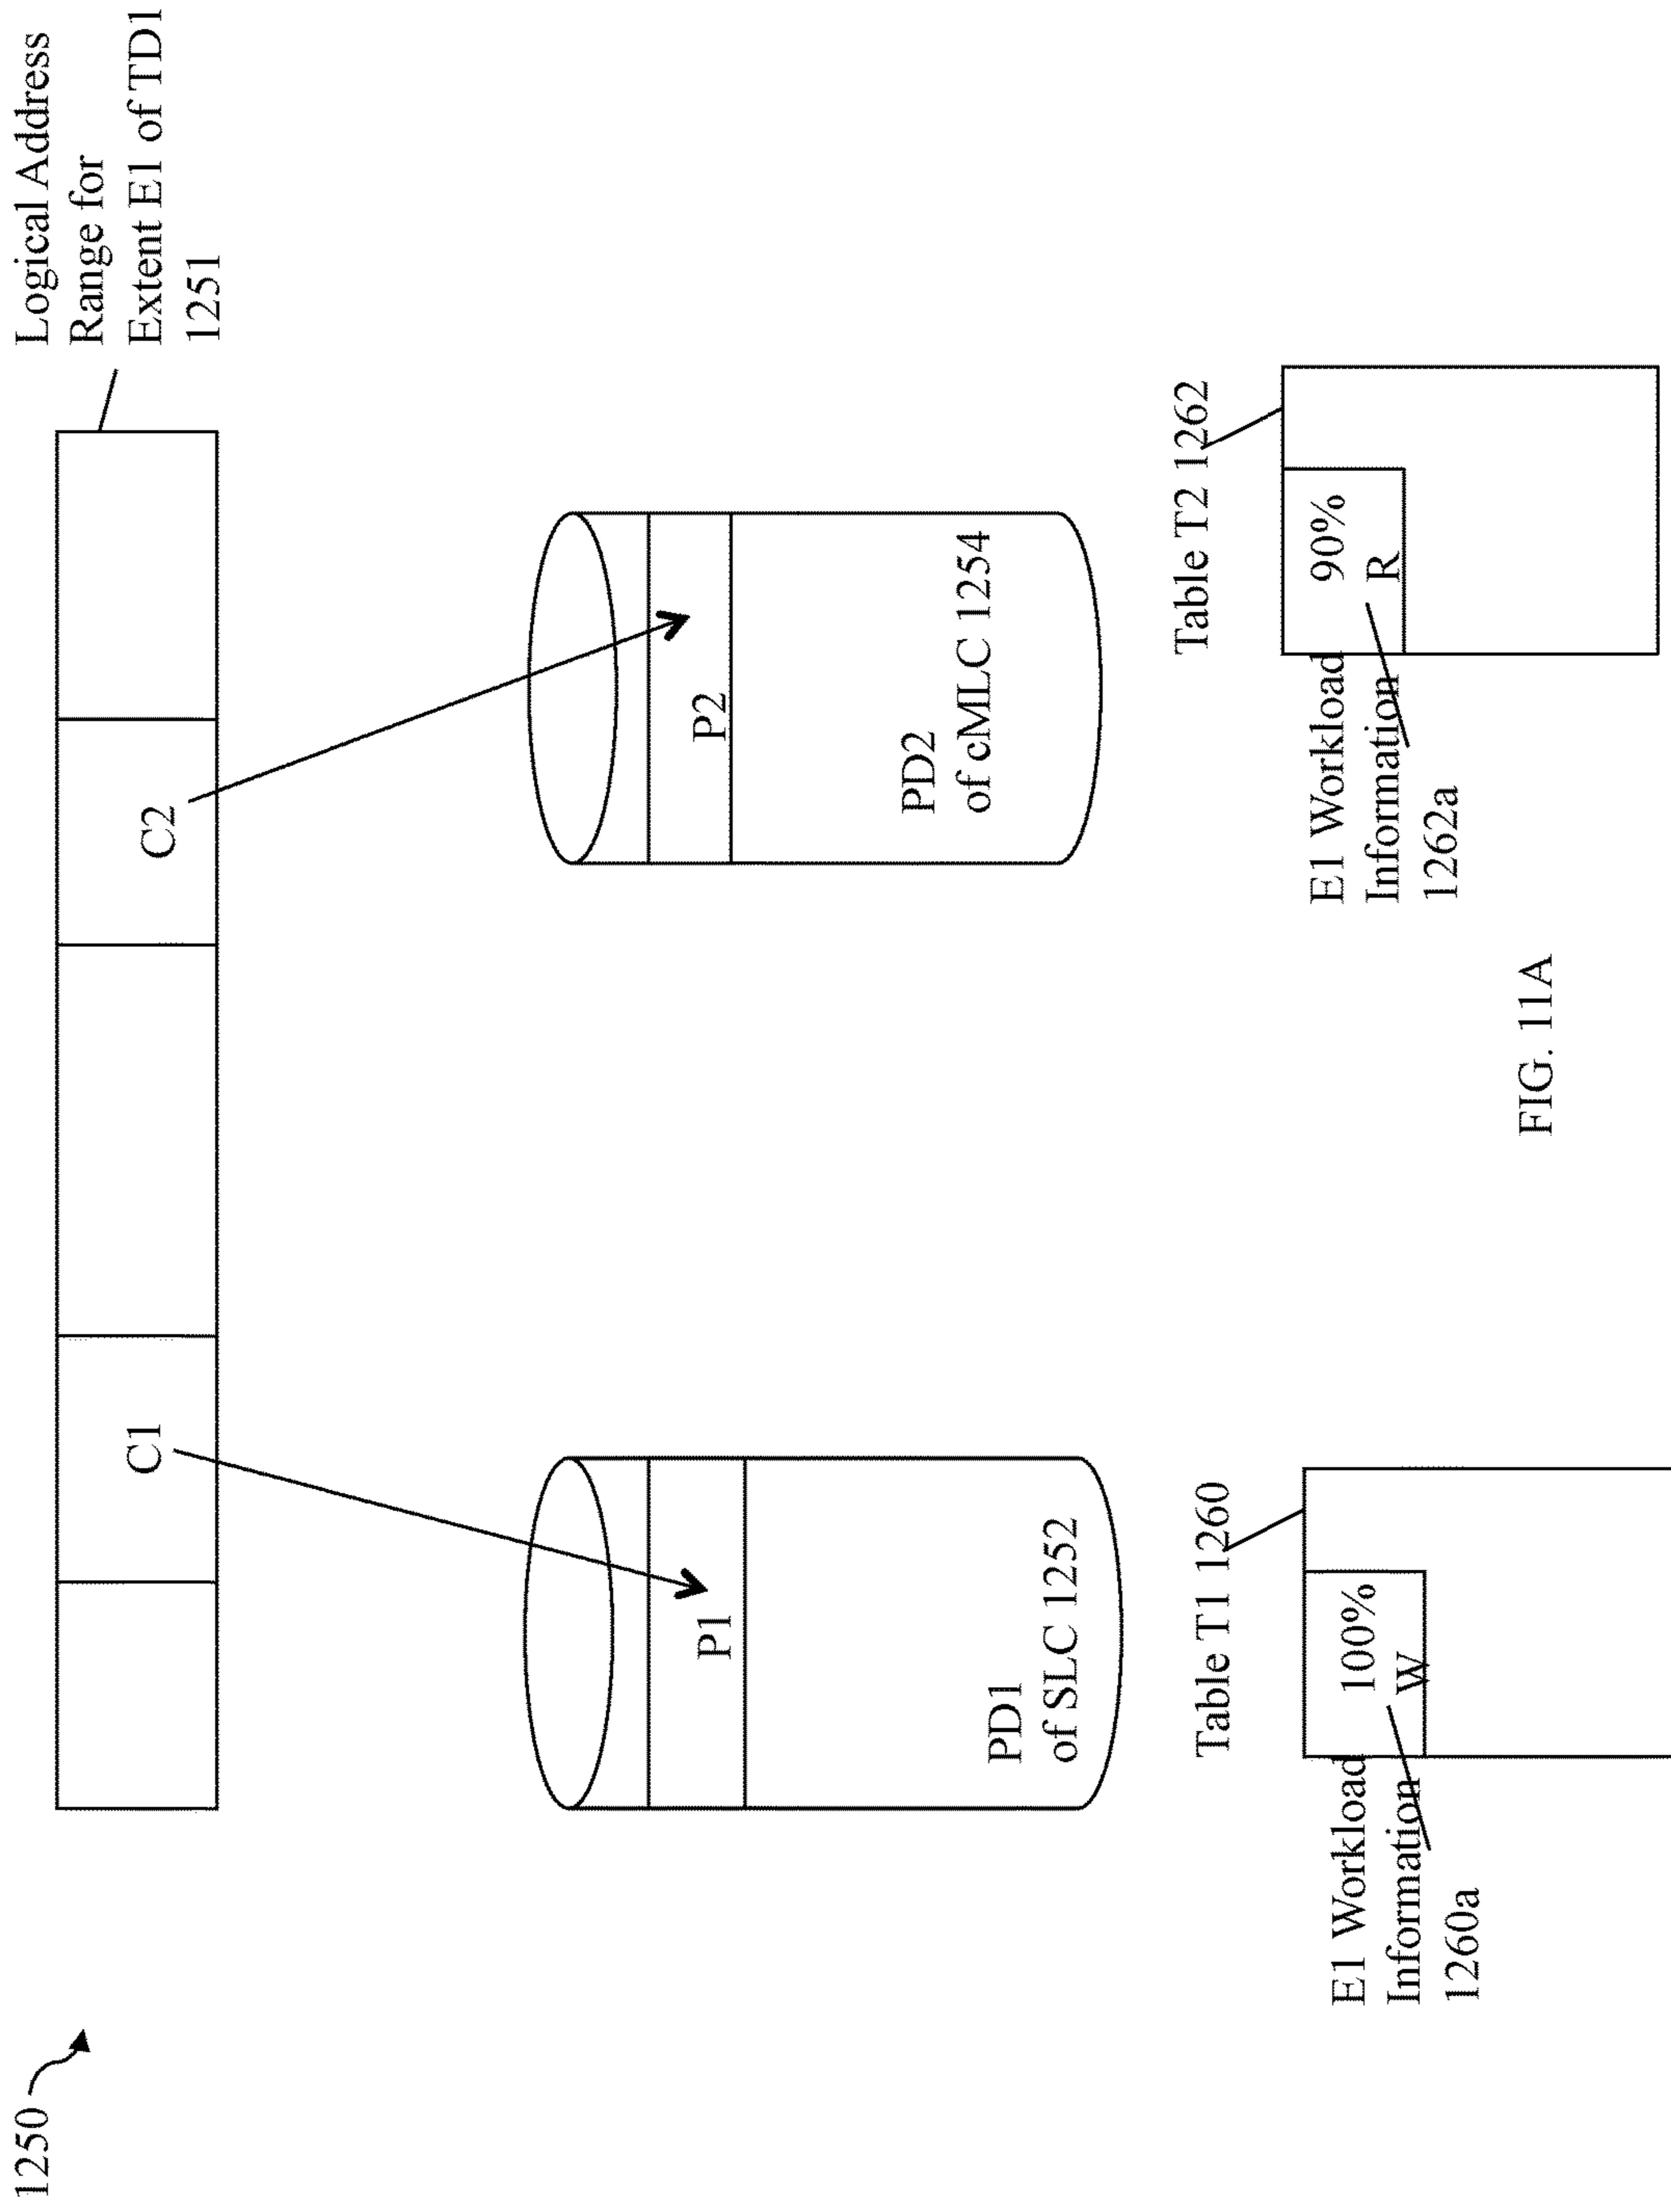 1250
Logical Address
Range for
Extent E1 of TD1
1251
C1
C2
P1
P2
PD1
of SLC 1252
PD2
of cMLC 1254
Table T1 1260
100%
W
E1 Workload
Information
1260a
Table T2 1262
90%
R
E1 Workload
Information
1262a
FIG. 11A